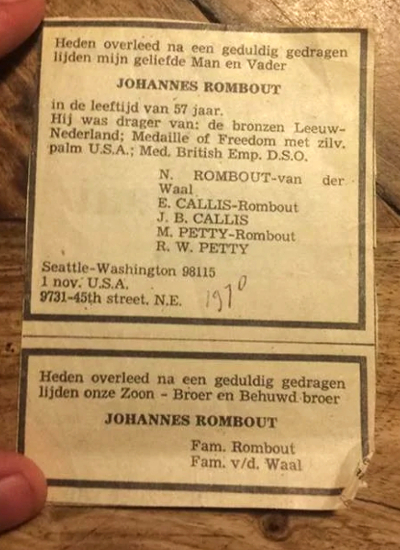 Heden overleed na een geduldig gedragen
lijden mijn geliefde Man en Vader
JOHANNES ROMBOUT
in de leeftijd van 57 jaar.
Hij was drager van: de bronzen Leeuw-
Nederland; Medaille of Freedom met zilv.
palm U.S.A.; Med. British Emp. D.S.O.
N. ROMBOUT-van der
Waal
E. CALLIS-Rombout
J. B. CALLIS
M. PETTY-Rombout
R. W. PETTY
Seattle-Washington 98115
1 nov. U.S.A.
9731-45th street, N.E. 1970
Heden overleed na een geduldig gedragen
lijden onze Zoon - Broer en Behuwd broer
JOHANNES ROMBOUT
Fam. Rombout
Fam. v/d. Waal